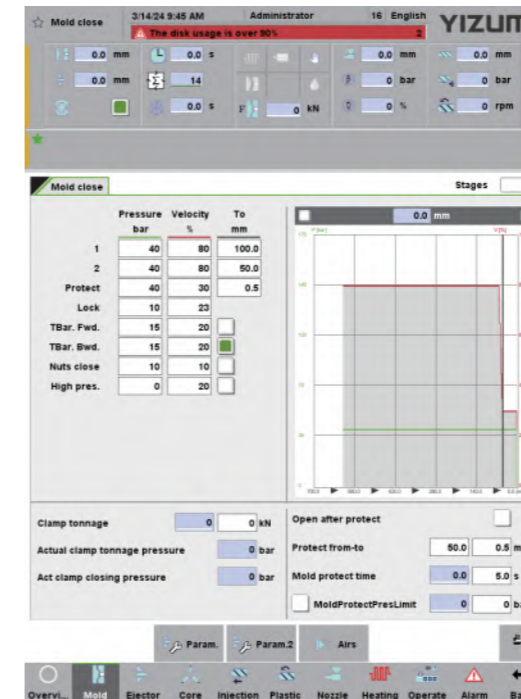 Mold close 3/14/24 9:45 AM Administrator 16 English YIZUM
The disk usage is over 90% 2
0.0 mm 0.0 s 0.0 mm 0.0 mm
0.0 mm 14 0 bar 0 bar
0.0 s F 0 kN 0 % 0 rpm
Mold close Stages
Pressure Velocity To
bar % mm
0.0 mm
1 40 80 100.0
2 40 80 50.0
Protect 40 30 0.5
Lock 10 23
TBar. Fwd. 15 20
TBar. Bwd. 15 20
Nuts close 10 10
High pres. 0 20
Clamp tonnage 0 0 kN
Actual clamp tonnage pressure 0 bar
Act clamp closing pressure 0 bar
Open after protect
Protect from-to 50.0 0.5 m
Mold protect time 0.0 5.0 s
MoldProtectPresLimit 0 0 b
Param. Param.2 Airs
Overvi... Mold Ejector Core Injection Plastic Nozzle Heating Operate Alarm